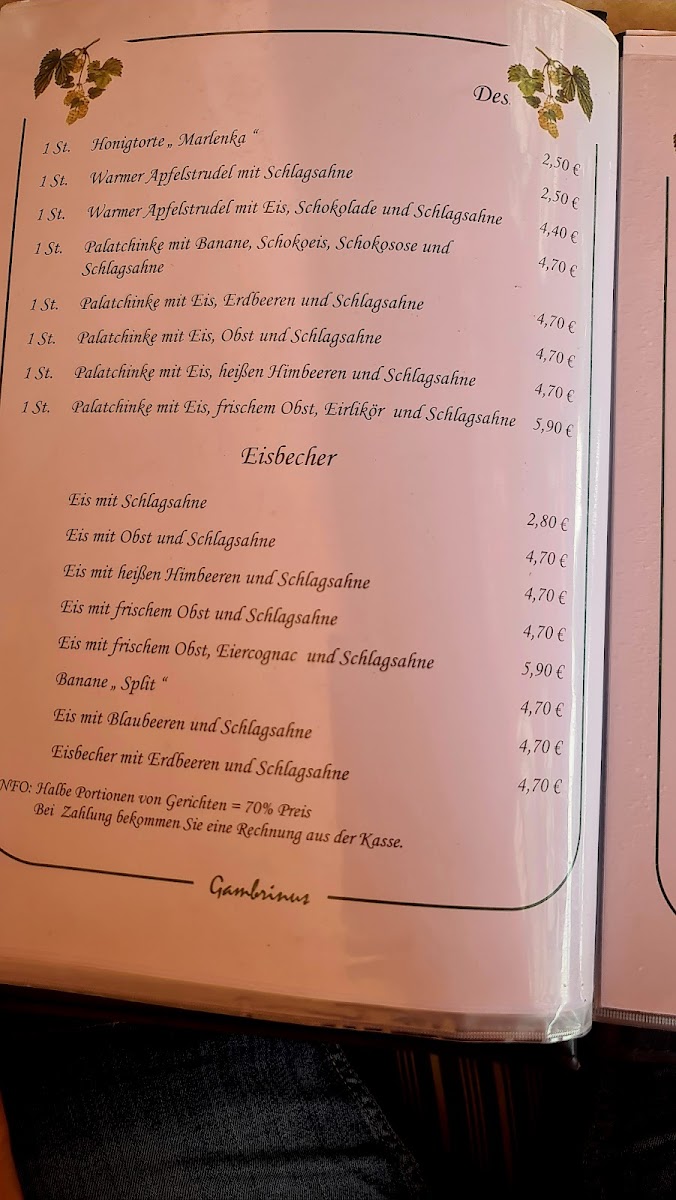 Des
1 St. Honigtorte „ Marlenka “ 2,50 €
1 St. Warmer Apfelstrudel mit Schlagsahne 2,50 €
1 St. Warmer Apfelstrudel mit Eis, Schokolade und Schlagsahne 4,40 €
1 St. Palatchinke mit Banane, Schokoeis, Schokosose und
Schlagsahne 4,70 €
1 St. Palatchinke mit Eis, Erdbeeren und Schlagsahne 4,70 €
1 St. Palatchinke mit Eis, Obst und Schlagsahne 4,70 €
1 St. Palatchinke mit Eis, heißen Himbeeren und Schlagsahne 4,70 €
1 St. Palatchinke mit Eis, frischem Obst, Eirlikör und Schlagsahne 5,90 €
Eisbecher
Eis mit Schlagsahne 2,80 €
Eis mit Obst und Schlagsahne 4,70 €
Eis mit heißen Himbeeren und Schlagsahne 4,70 €
Eis mit frischem Obst und Schlagsahne 4,70 €
Eis mit frischem Obst, Eiercognac und Schlagsahne 5,90 €
Banane „ Split “ 4,70 €
Eis mit Blaubeeren und Schlagsahne 4,70 €
Eisbecher mit Erdbeeren und Schlagsahne 4,70 €
NFO: Halbe Portionen von Gerichten = 70% Preis
Bei Zahlung bekommen Sie eine Rechnung aus der Kasse.
Gambrinus